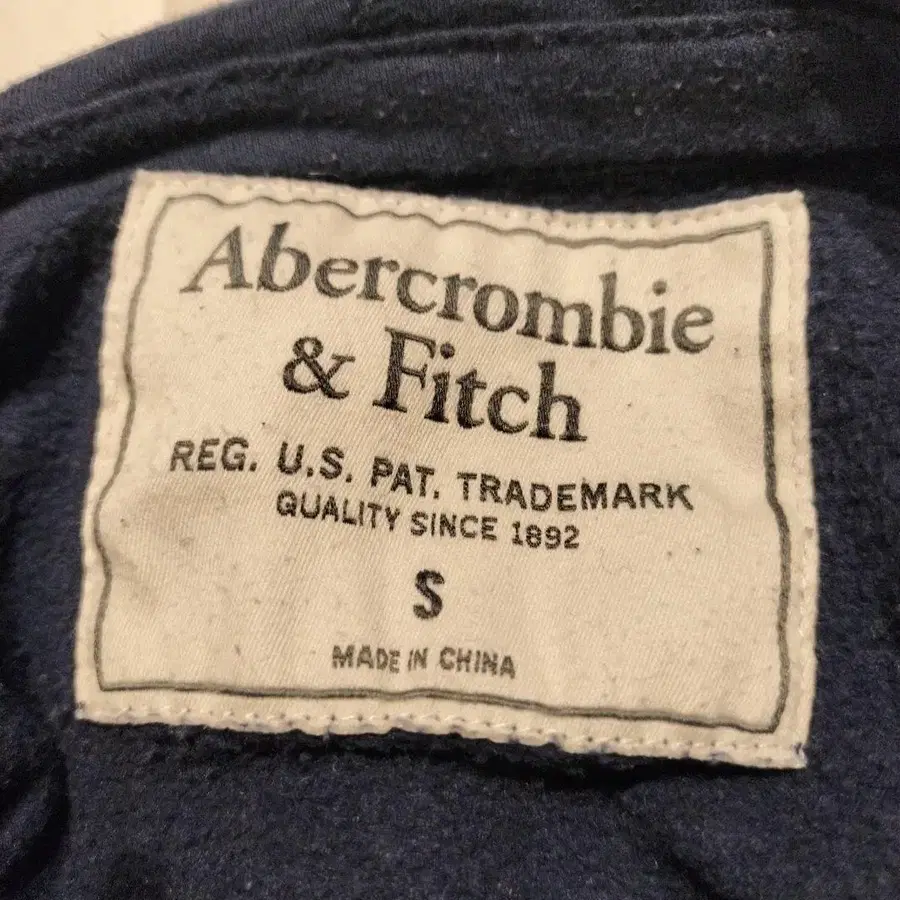 Abercrombie
& Fitch
REG. U.S. PAT. TRADEMARK
QUALITY SINCE 1892
S
MADE IN CHINA